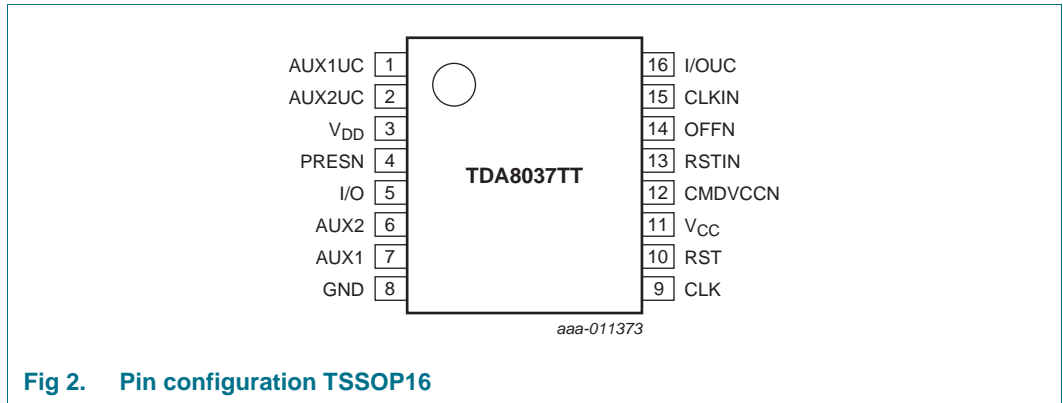 AUX1UC 1
AUX2UC 2
VDD 3
PRESN 4
I/O 5
AUX2 6
AUX1 7
GND 8
TDA8037TT
16 I/OUC
15 CLKIN
14 OFFN
13 RSTIN
12 CMDVCCN
11 VCC
10 RST
9 CLK
aaa-011373
Fig 2. Pin configuration TSSOP16